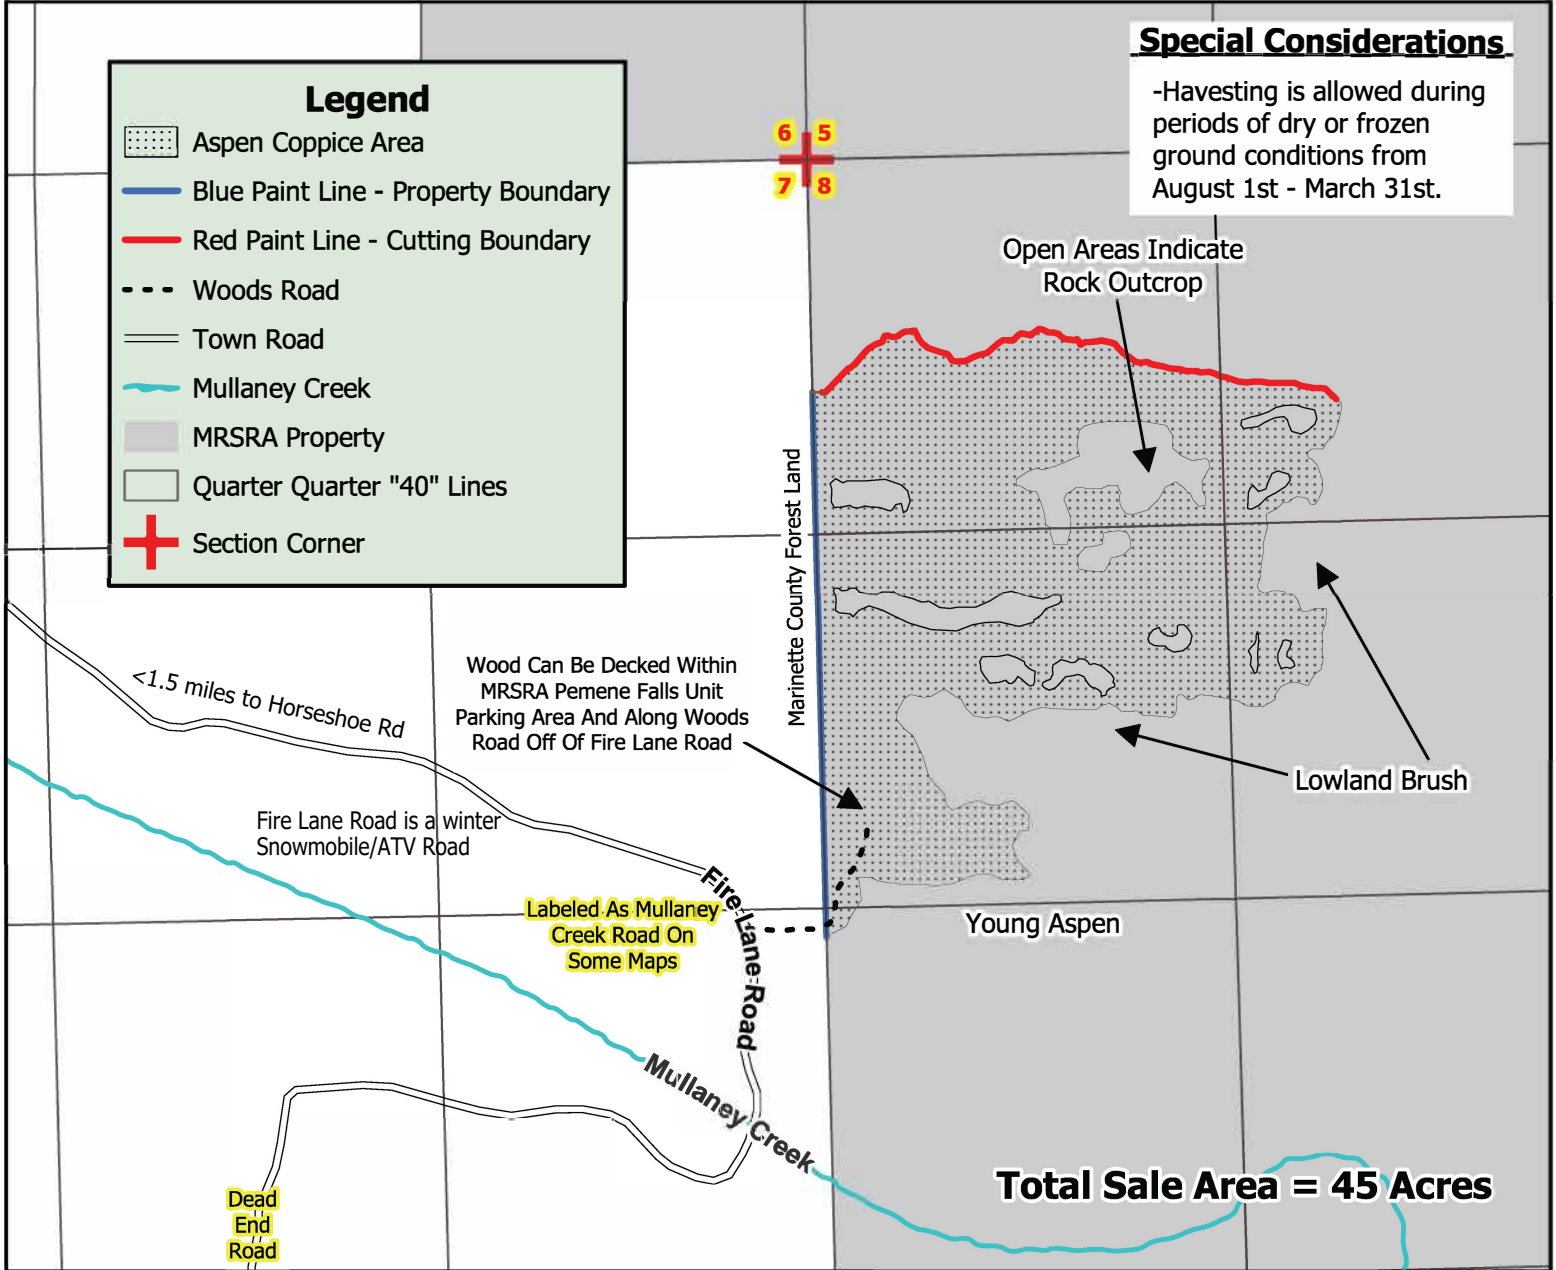 Special Considerations
-Havesting is allowed during
periods of dry or frozen
ground conditions from
August 1st - March 31st.
Legend
Aspen Coppice Area
Blue Paint Line - Property Boundary
Red Paint Line - Cutting Boundary
Woods Road
Town Road
Mullaney Creek
MRSRA Property
Quarter Quarter "40" Lines
Section Corner
6 5
7 8
Open Areas Indicate
Rock Outcrop
Marinette County Forest Land
<1.5 miles to Horseshoe Rd
Wood Can Be Decked Within
MRSRA Pemene Falls Unit
Parking Area And Along Woods
Road Off Of Fire Lane Road
Lowland Brush
Fire Lane Road is a winter
Snowmobile/ATV Road
Fire Lane Road
Labeled As Mullaney
Creek Road On
Some Maps
Young Aspen
Mullaney Creek
Total Sale Area = 45 Acres
Dead
End
Road